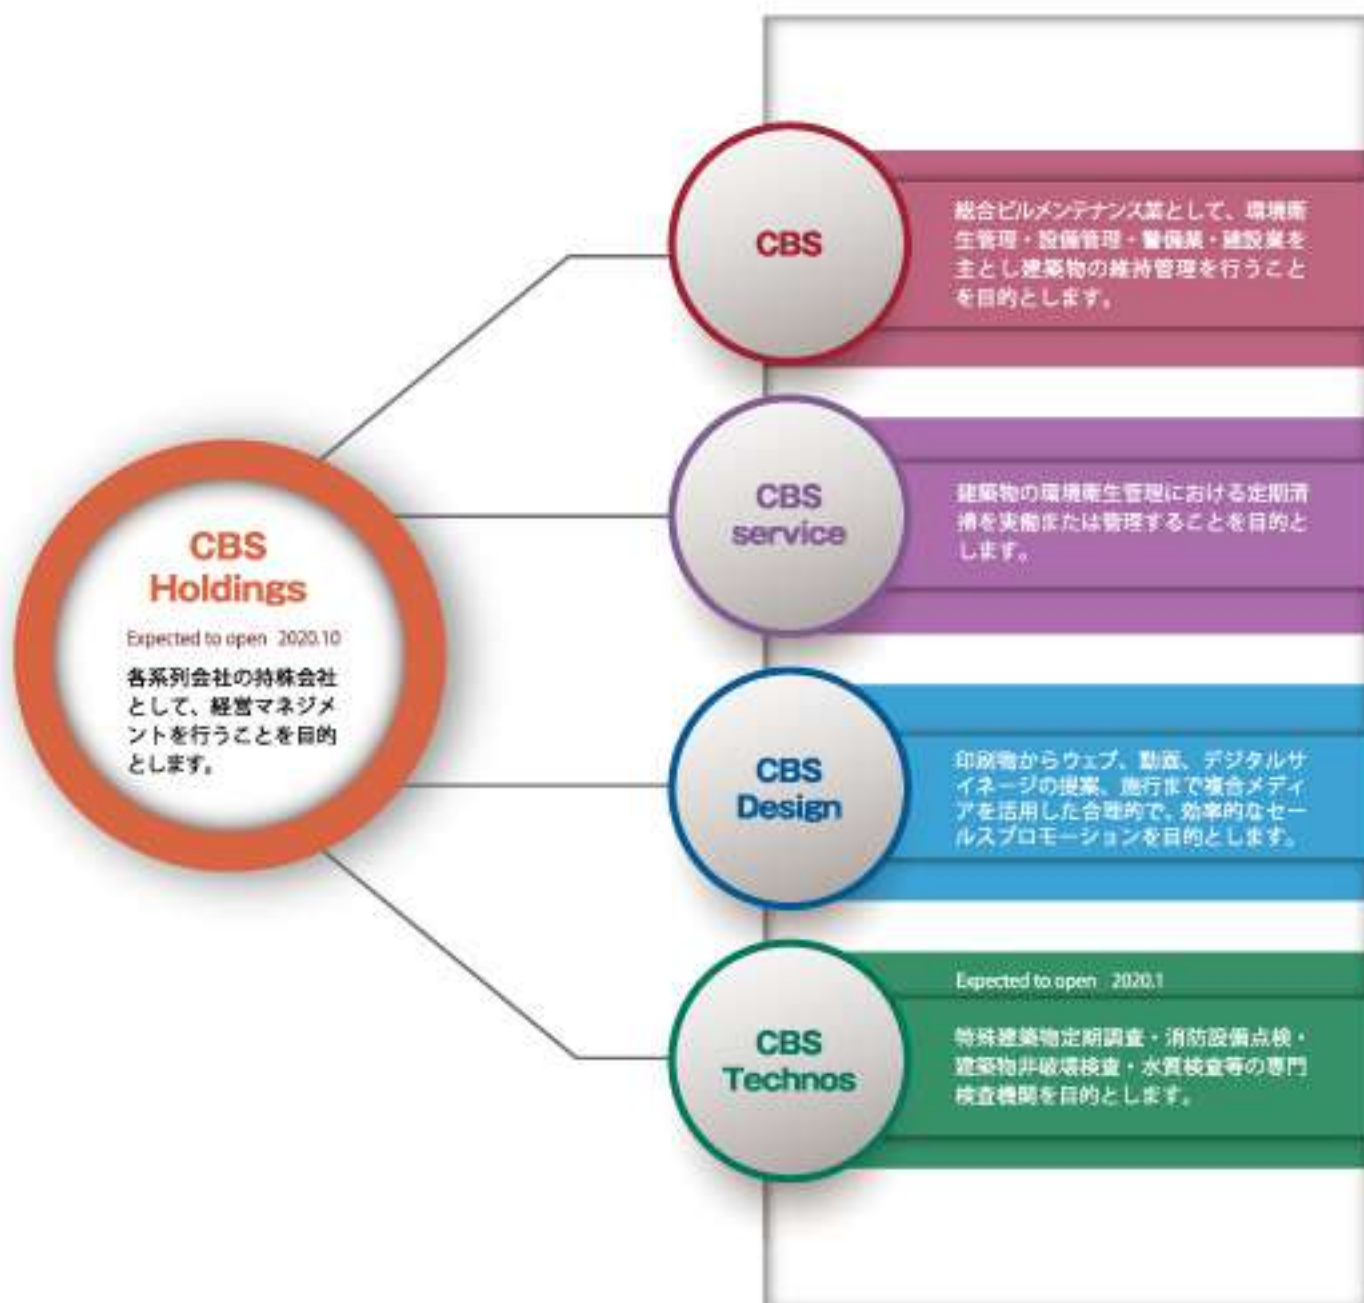 CBS
Holdings
Expected to open 2020.10
各系列会社の持株会社
として、経営マネジメ
ントを行うことを目的
とします。
CBS
総合ビルメンテナンス業として、環境衛
生管理・設備管理・警備業・建設業を
主とし建築物の維持管理を行うこと
を目的とします。
CBS
service
建築物の環境衛生管理における定期清
掃を実働または管理することを目的と
します。
CBS
Design
印刷物からウェブ、動画、デジタルサ
イネージの提案、施行まで複合メディ
アを活用した合理的で、効率的なセー
ルスプロモーションを目的とします。
CBS
Technos
Expected to open 2020.1
特殊建築物定期調査・消防設備点検・
建築物非破壊検査・水質検査等の専門
検査機関を目的とします。